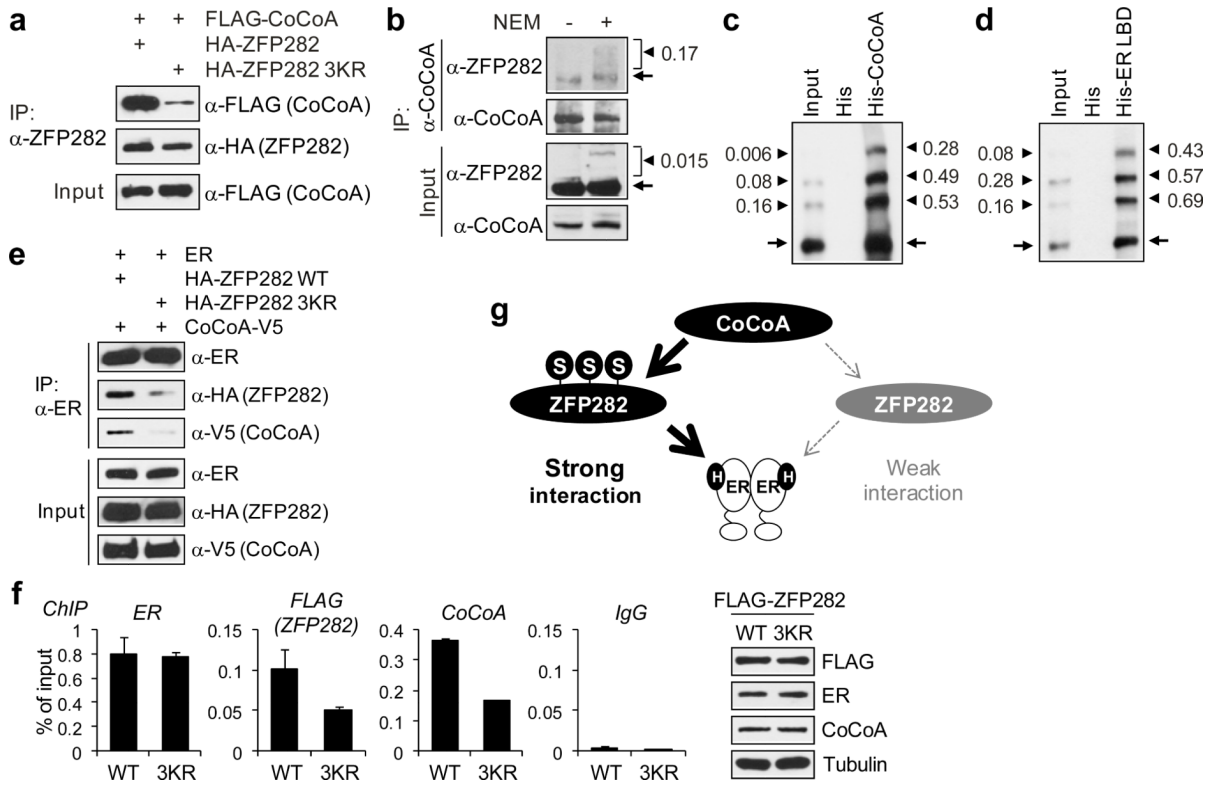 a
+ + FLAG-CoCoA
+ HA-ZFP282
+ HA-ZFP282 3KR
IP:
α-ZFP282
α-FLAG (CoCoA)
α-HA (ZFP282)
Input
α-FLAG (CoCoA)
b
NEM - +
IP:
α-CoCoA
α-ZFP282
0.17
α-CoCoA
Input
α-ZFP282
0.015
α-CoCoA
c
Input
His
His-CoCoA
0.006
0.08
0.16
0.28
0.49
0.53
d
Input
His
His-ER LBD
0.08
0.28
0.16
0.43
0.57
0.69
e
+ + ER
+ HA-ZFP282 WT
+ HA-ZFP282 3KR
+ + CoCoA-V5
IP:
α-ER
α-ER
α-HA (ZFP282)
α-V5 (CoCoA)
Input
α-ER
α-HA (ZFP282)
α-V5 (CoCoA)
g
CoCoA
S S S
ZFP282
ZFP282
Strong
interaction
H ER ER H
Weak
interaction
f
ChIP
% of input
ER
1
0.8
0.6
0.4
0.2
0
WT 3KR
FLAG
(ZFP282)
0.15
0.1
0.05
0
WT 3KR
CoCoA
0.4
0.3
0.2
0.1
0
WT 3KR
IgG
0.15
0.1
0.05
0
WT 3KR
FLAG-ZFP282
WT 3KR
FLAG
ER
CoCoA
Tubulin